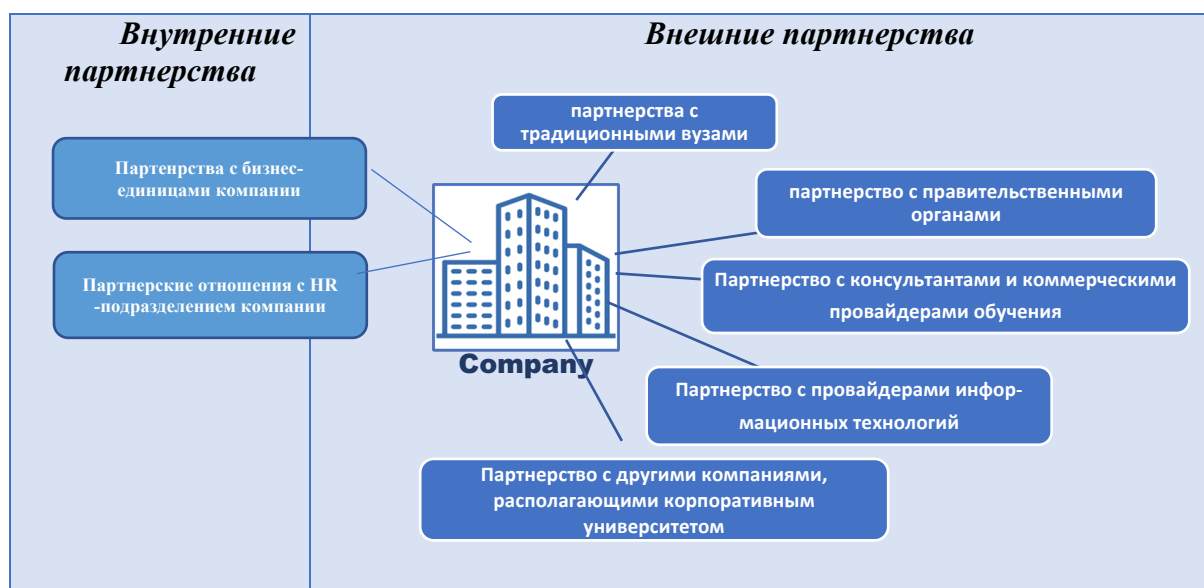 Внутренние
партнерства
Внешние партнерства
Партенрства с бизнес-
единицами компании
Партнерские отношения с HR
-подразделением компании
партнерства с
традиционными вузами
партнерство с правительственными
органами
Партнерство с консультантами и коммерческими
провайдерами обучения
Company
Партнерство с провайдерами инфор-
мационных технологий
Партнерство с другими компаниями,
располагающими корпоративным
университетом